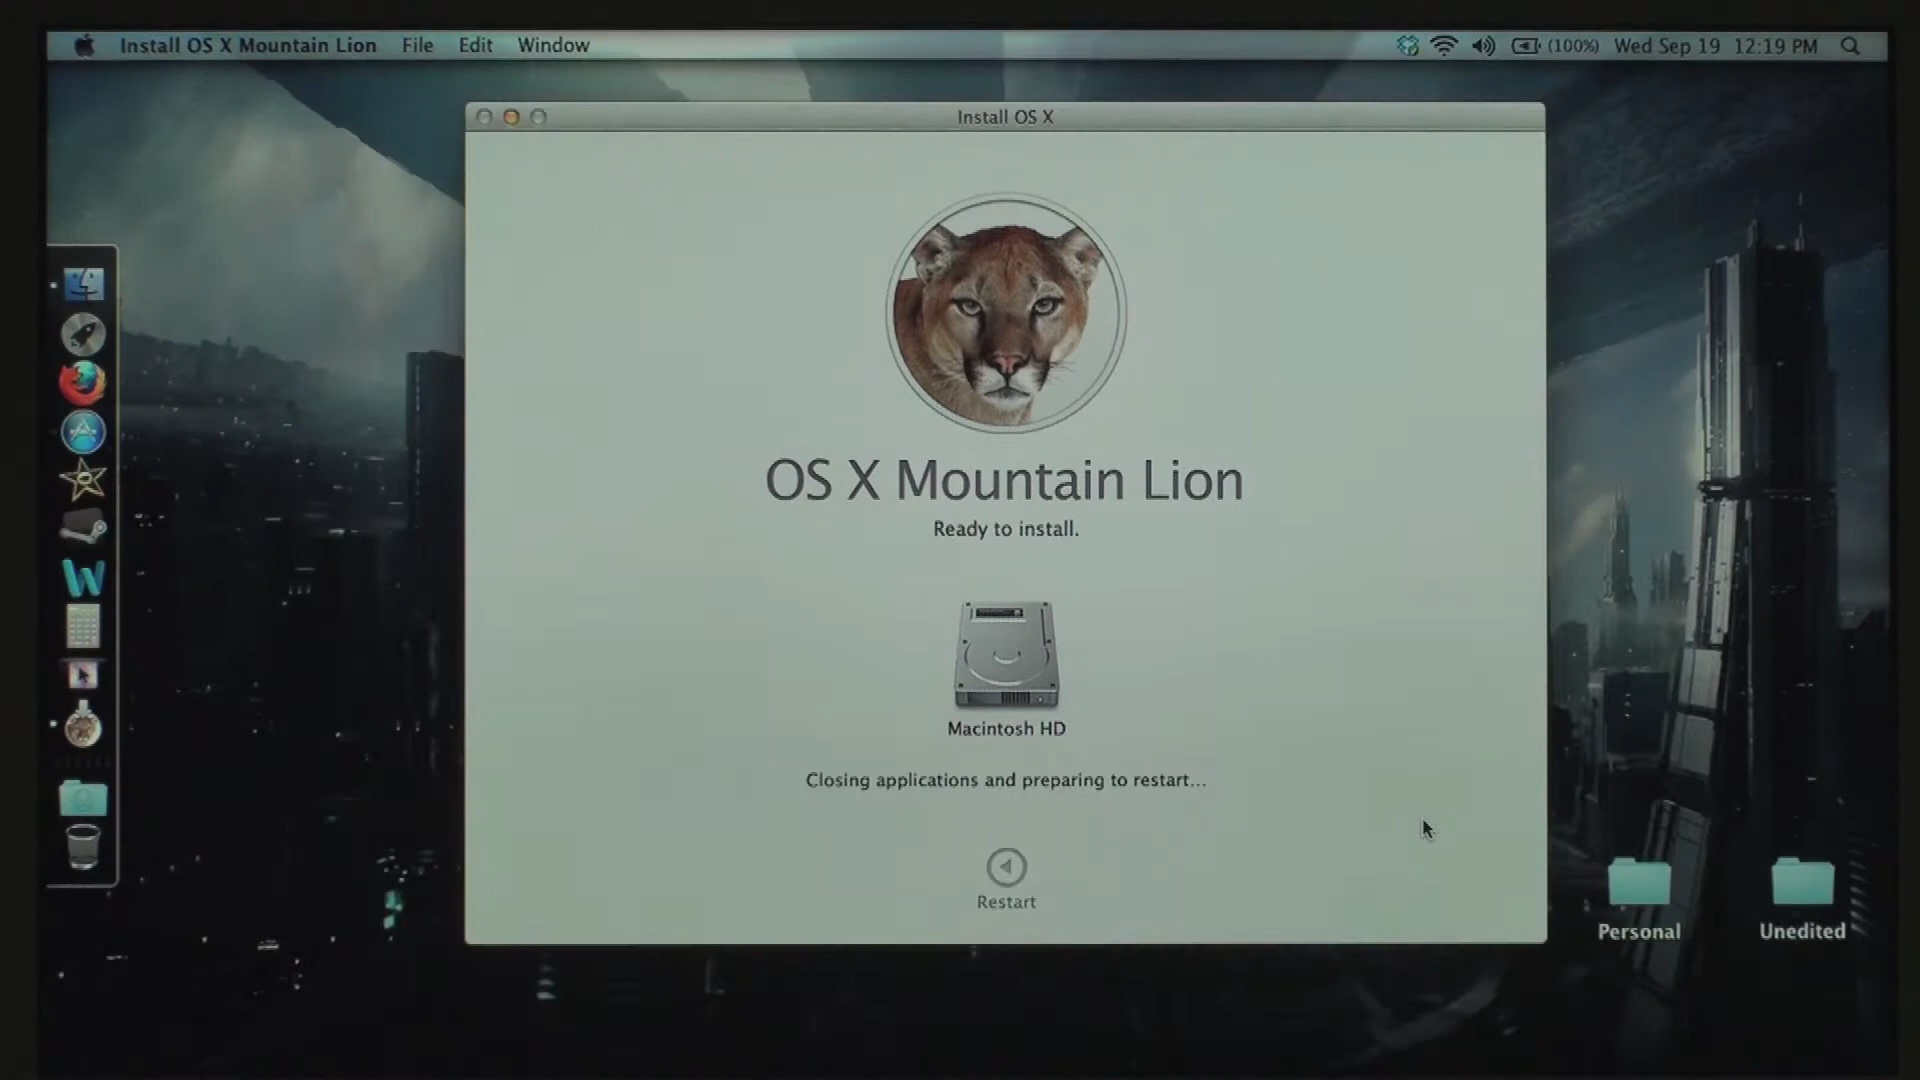 Install OS X Mountain Lion File Edit Window (100%) Wed Sep 19 12:19 PM
Install OS X
OS X Mountain Lion
Ready to install.
Macintosh HD
Closing applications and preparing to restart...
Restart
Personal
Unedited